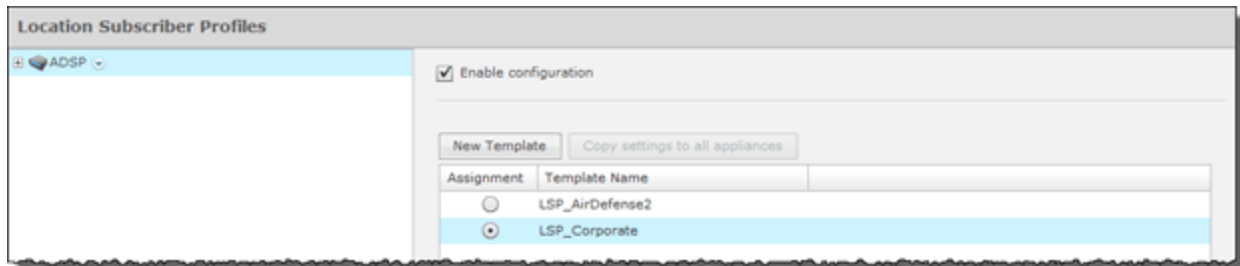 Location Subscriber Profiles
ADSP
Enable configuration
New Template Copy settings to all appliances
Assignment Template Name
LSP_AirDefense2
LSP_Corporate